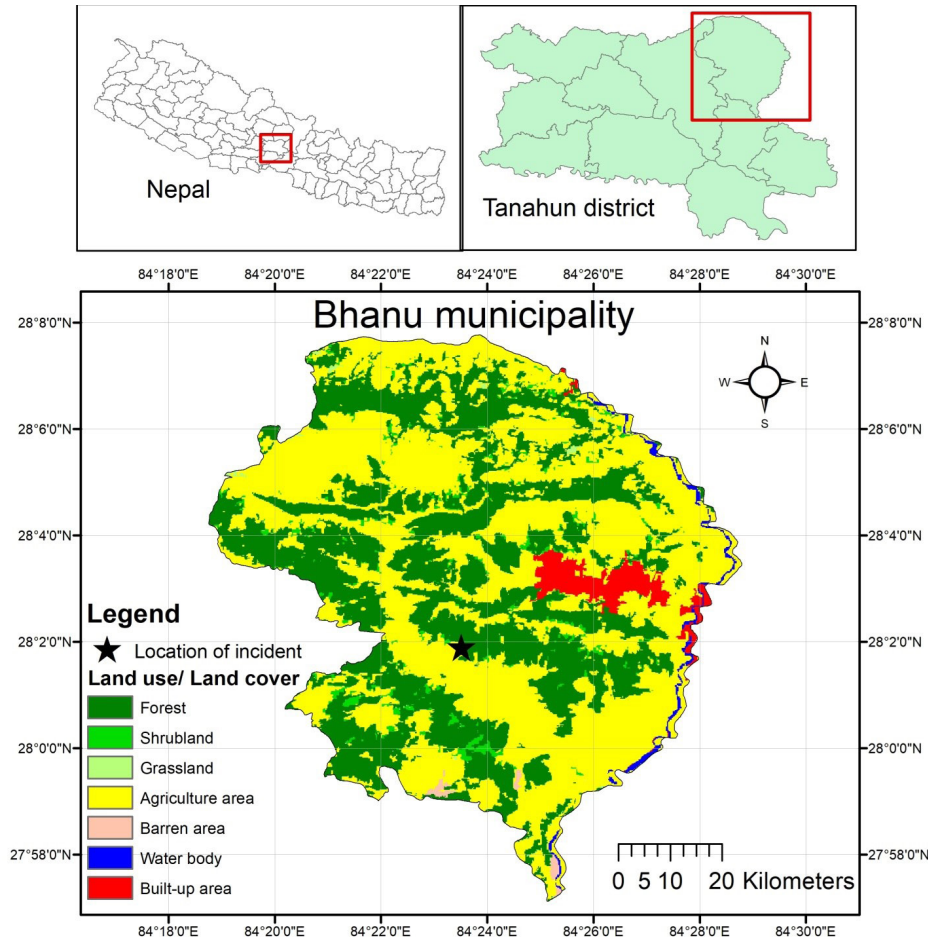 Nepal
Tanahun district
84°18'0"E 84°20'0"E 84°22'0"E 84°24'0"E 84°26'0"E 84°28'0"E 84°30'0"E
Bhanu municipality
28°8'0"N 28°8'0"N
N
W E
S
28°6'0"N 28°6'0"N
28°4'0"N 28°4'0"N
Legend
28°2'0"N 28°2'0"N
Location of incident
Land use/ Land cover
Forest
Shrubland
28°0'0"N 28°0'0"N
Grassland
Agriculture area
Barren area
27°58'0"N 27°58'0"N
Water body
0 5 10 20 Kilometers
Built-up area
84°18'0"E 84°20'0"E 84°22'0"E 84°24'0"E 84°26'0"E 84°28'0"E 84°30'0"E